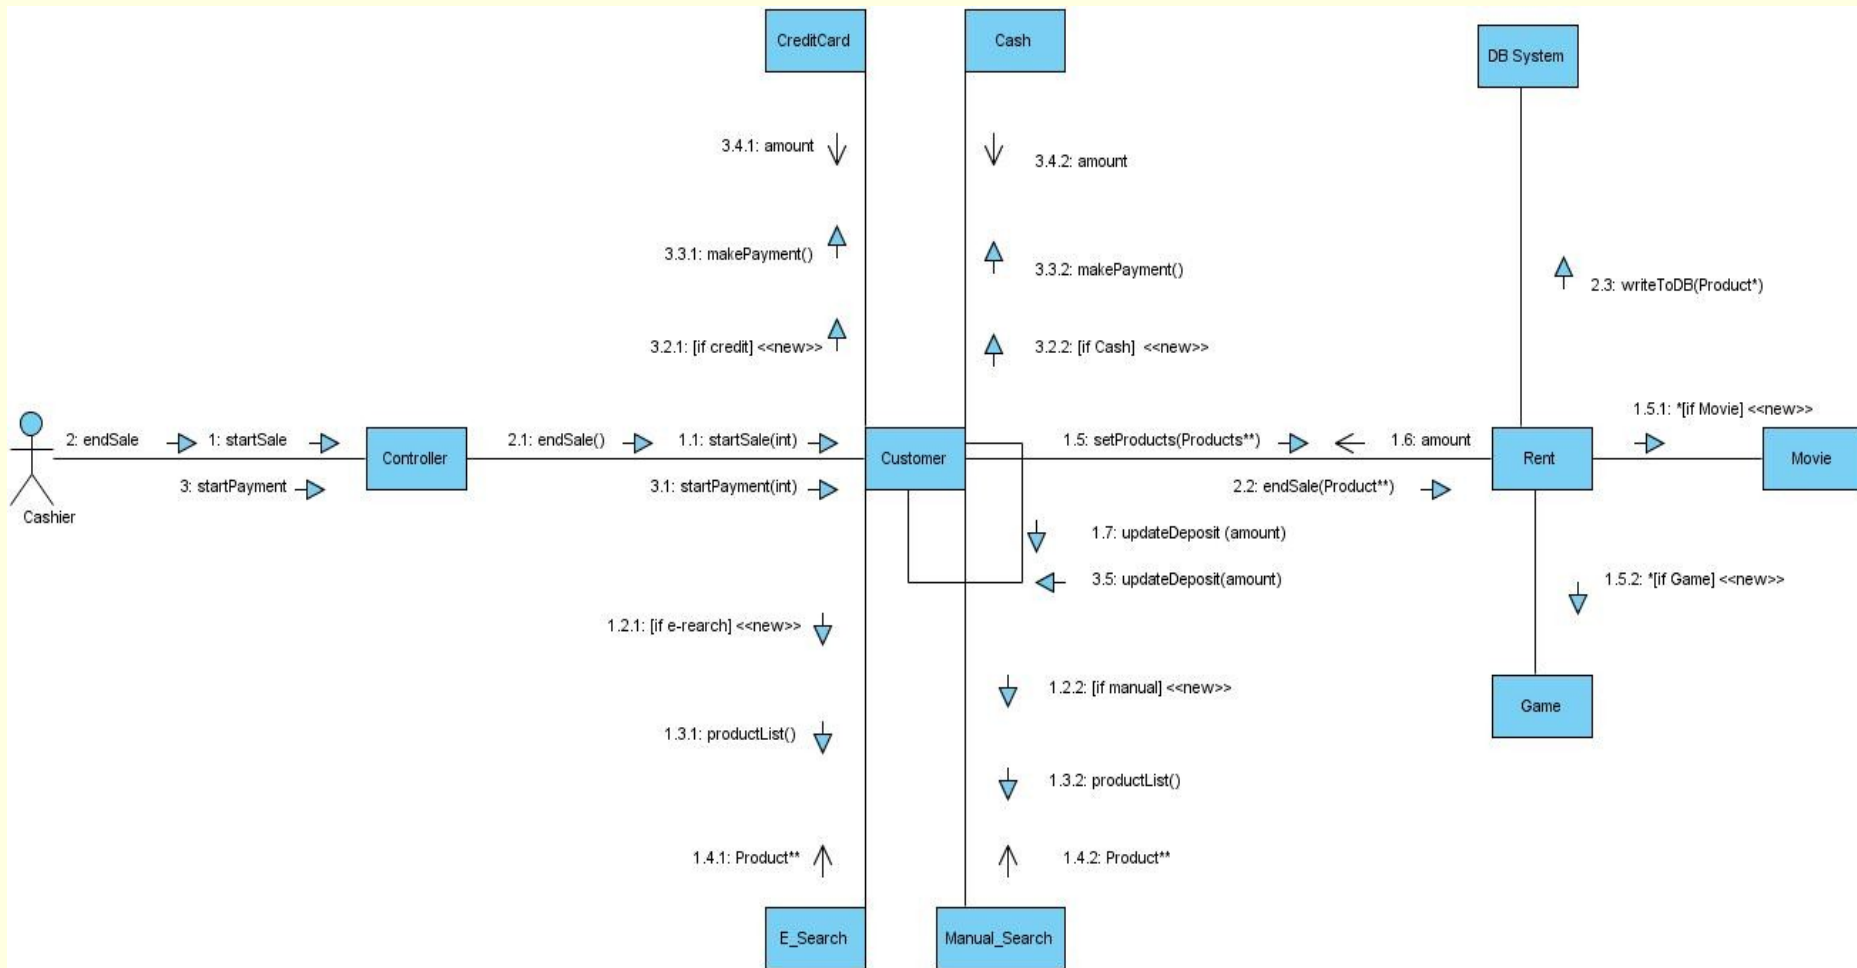 CreditCard
Cash
DB System
3.4.1: amount
3.4.2: amount
3.3.1: makePayment()
3.3.2: makePayment()
2.3: writeToDB(Product*)
3.2.1: [if credit] <<new>>
3.2.2: [if Cash] <<new>>
1.5.1: *[if Movie] <<new>>
2: endSale
1: startSale
2.1: endSale()
1.1: startSale(int)
1.5: setProducts(Products**)
1.6: amount
Controller
Customer
Rent
Movie
3: startPayment
3.1: startPayment(int)
2.2: endSale(Product**)
Cashier
1.7: updateDeposit (amount)
3.5: updateDeposit(amount)
1.5.2: *[if Game] <<new>>
1.2.1: [if e-rearch] <<new>>
1.2.2: [if manual] <<new>>
Game
1.3.1: productList()
1.3.2: productList()
1.4.1: Product**
1.4.2: Product**
E_Search
Manual_Search